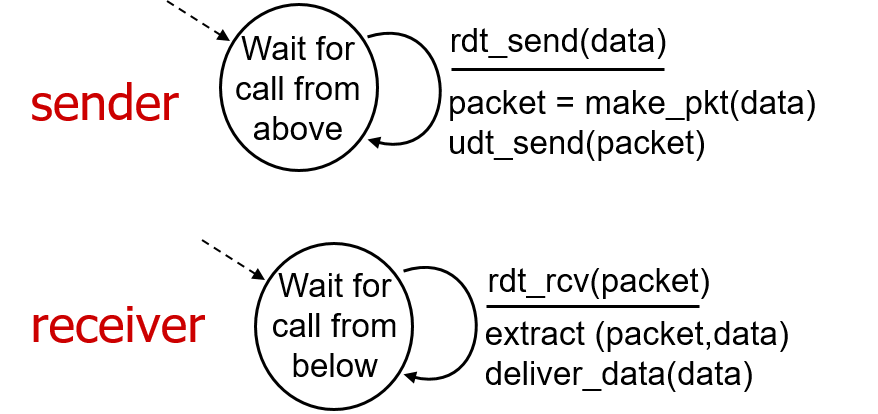 sender
Wait for
call from
above
rdt_send(data)
packet = make_pkt(data)
udt_send(packet)
receiver
Wait for
call from
below
rdt_rcv(packet)
extract (packet,data)
deliver_data(data)